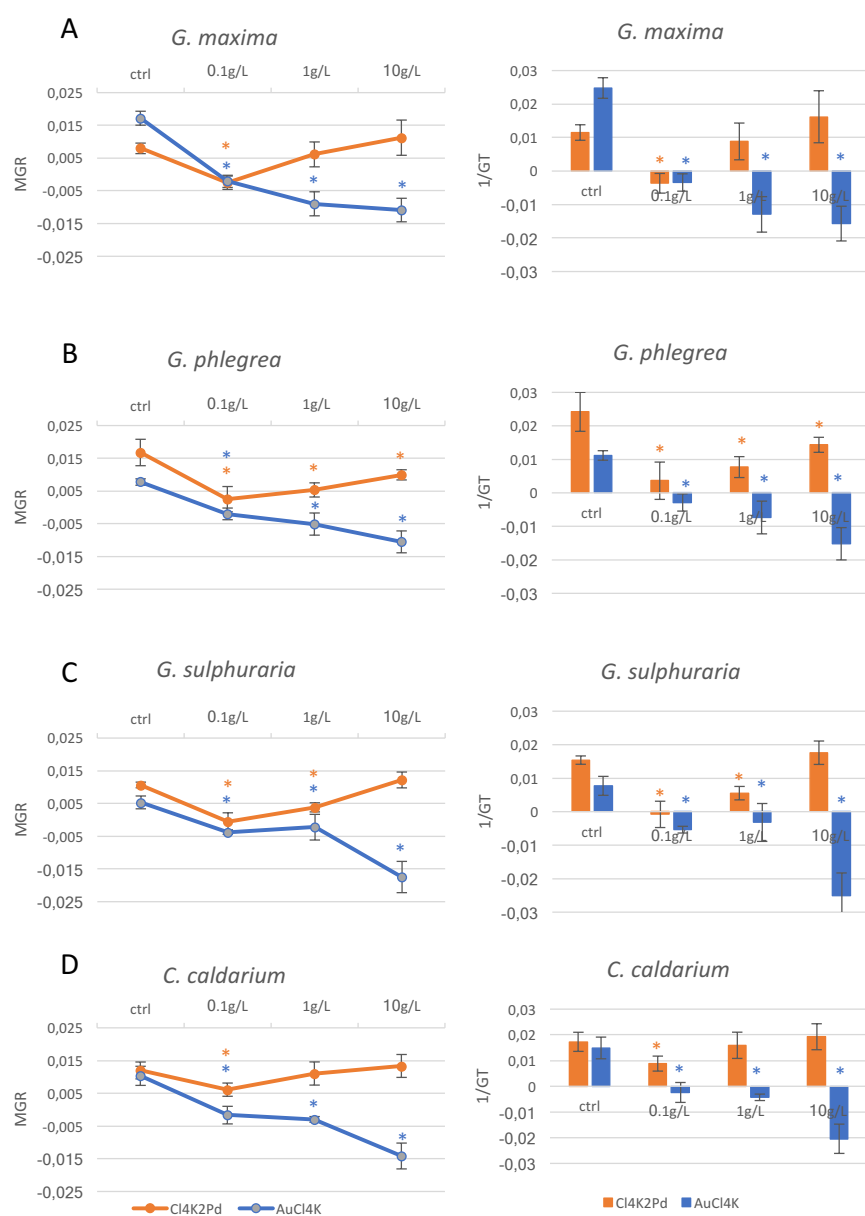 A
G. maxima
ctrl 0.1g/L 1g/L 10g/L
0,025
0,015
0,005
-0,005
-0,015
-0,025
MGR
* * * *
G. maxima
0,03
0,02
0,01
0
-0,01
-0,02
-0,03
1/GT
ctrl 0.1g/L 1g/L 10g/L
* * * *
B
G. phlegrea
ctrl 0.1g/L 1g/L 10g/L
0,025
0,015
0,005
-0,005
-0,015
-0,025
MGR
* * * * * *
G. phlegrea
0,03
0,02
0,01
0
-0,01
-0,02
-0,03
1/GT
ctrl 0.1g/L 1g/L 10g/L
* * * * * *
C
G. sulphuraria
ctrl 0.1g/L 1g/L 10g/L
0,025
0,015
0,005
-0,005
-0,015
-0,025
MGR
* * * * *
G. sulphuraria
0,03
0,02
0,01
0
-0,01
-0,02
-0,03
1/GT
ctrl 0.1g/L 1g/L 10g/L
* * * * *
D
C. caldarium
ctrl 0.1g/L 1g/L 10g/L
0,025
0,015
0,005
-0,005
-0,015
-0,025
MGR
* * * *
Cl4K2Pd AuCl4K
C. caldarium
0,03
0,02
0,01
0
-0,01
-0,02
-0,03
1/GT
ctrl 0.1g/L 1g/L 10g/L
* * * *
Cl4K2Pd AuCl4K